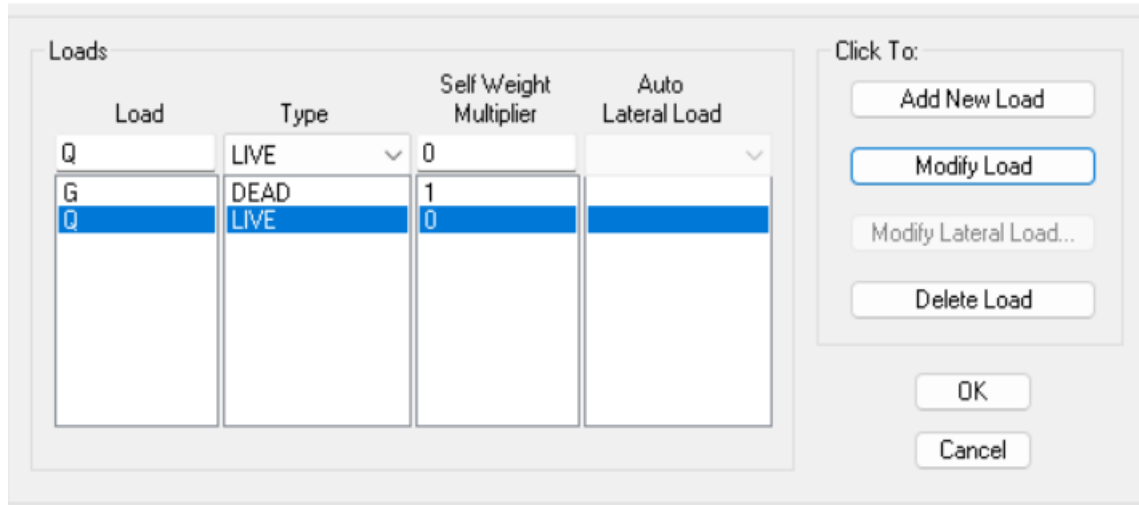 Loads
Load Type Self Weight Multiplier Auto Lateral Load
Q LIVE 0
G DEAD 1
Q LIVE 0
Click To:
Add New Load
Modify Load
Modify Lateral Load...
Delete Load
OK
Cancel